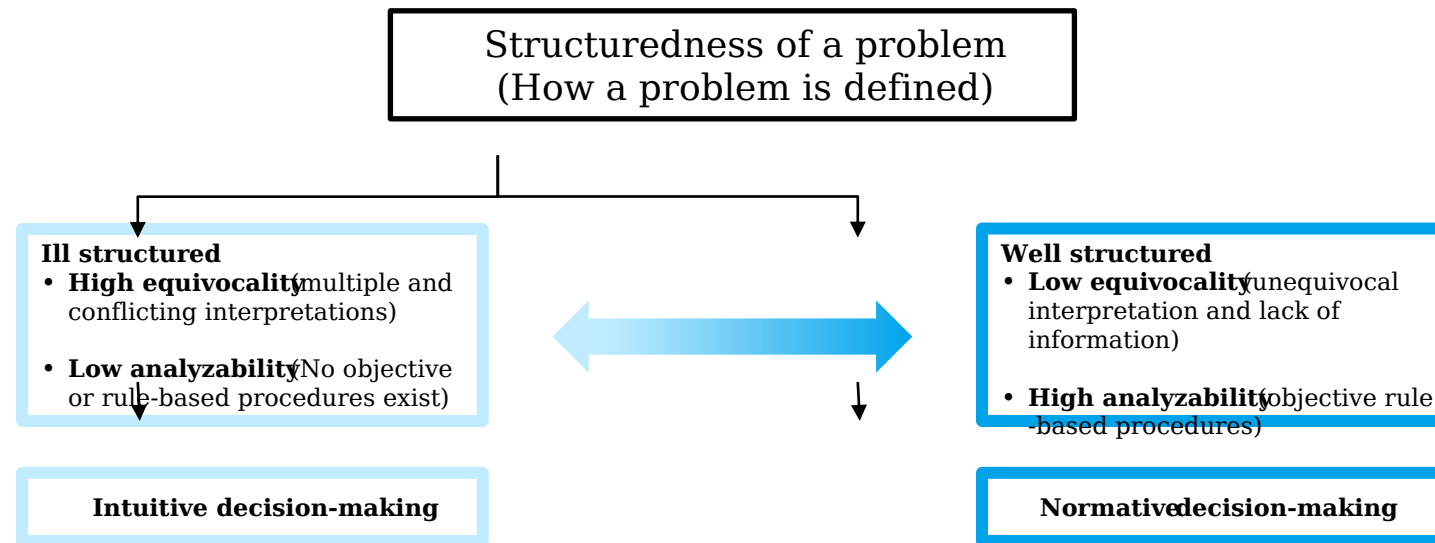 Structuredness of a problem
(How a problem is defined)
Ill structured
• High equivocality(multiple and
conflicting interpretations)
• Low analyzability(No objective
or rule-based procedures exist)
Well structured
• Low equivocality(unequivocal
interpretation and lack of
information)
• High analyzability(objective rule
-based procedures)
Intuitive decision-making
Normative decision-making